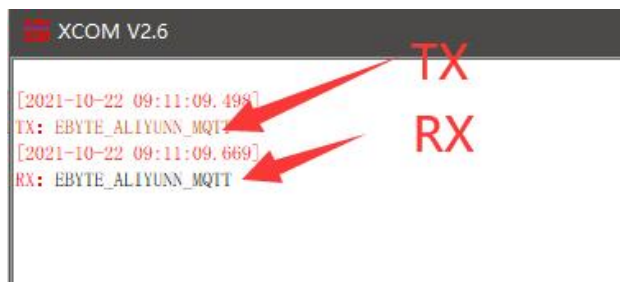 XCOM V2.6
TX
[2021-10-22 09:11:09.498]
TX: EBYTE_ALIYUNN_MQTT
RX
[2021-10-22 09:11:09.669]
RX: EBYTE_ALIYUNN_MQTT